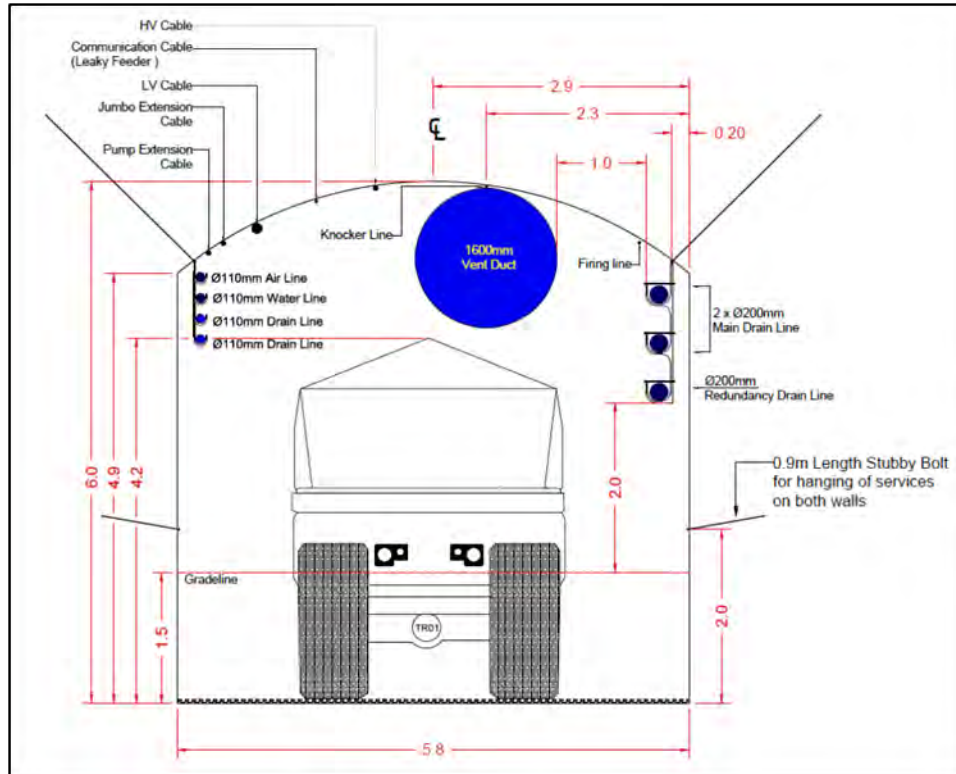 HV Cable
Communication Cable
(Leaky Feeder )
LV Cable
Jumbo Extension
Cable
Pump Extension
Cable
2.9
2.3
0.20
1.0
℄
Knocker Line
1600mm
Vent Duct
Firing line
Ø110mm Air Line
Ø110mm Water Line
Ø110mm Drain Line
Ø110mm Drain Line
2 x Ø200mm
Main Drain Line
Ø200mm
Redundancy Drain Line
6.0
4.9
4.2
2.0
0.9m Length Stubby Bolt
for hanging of services
on both walls
Gradeline
1.5
TR01
2.0
5.8